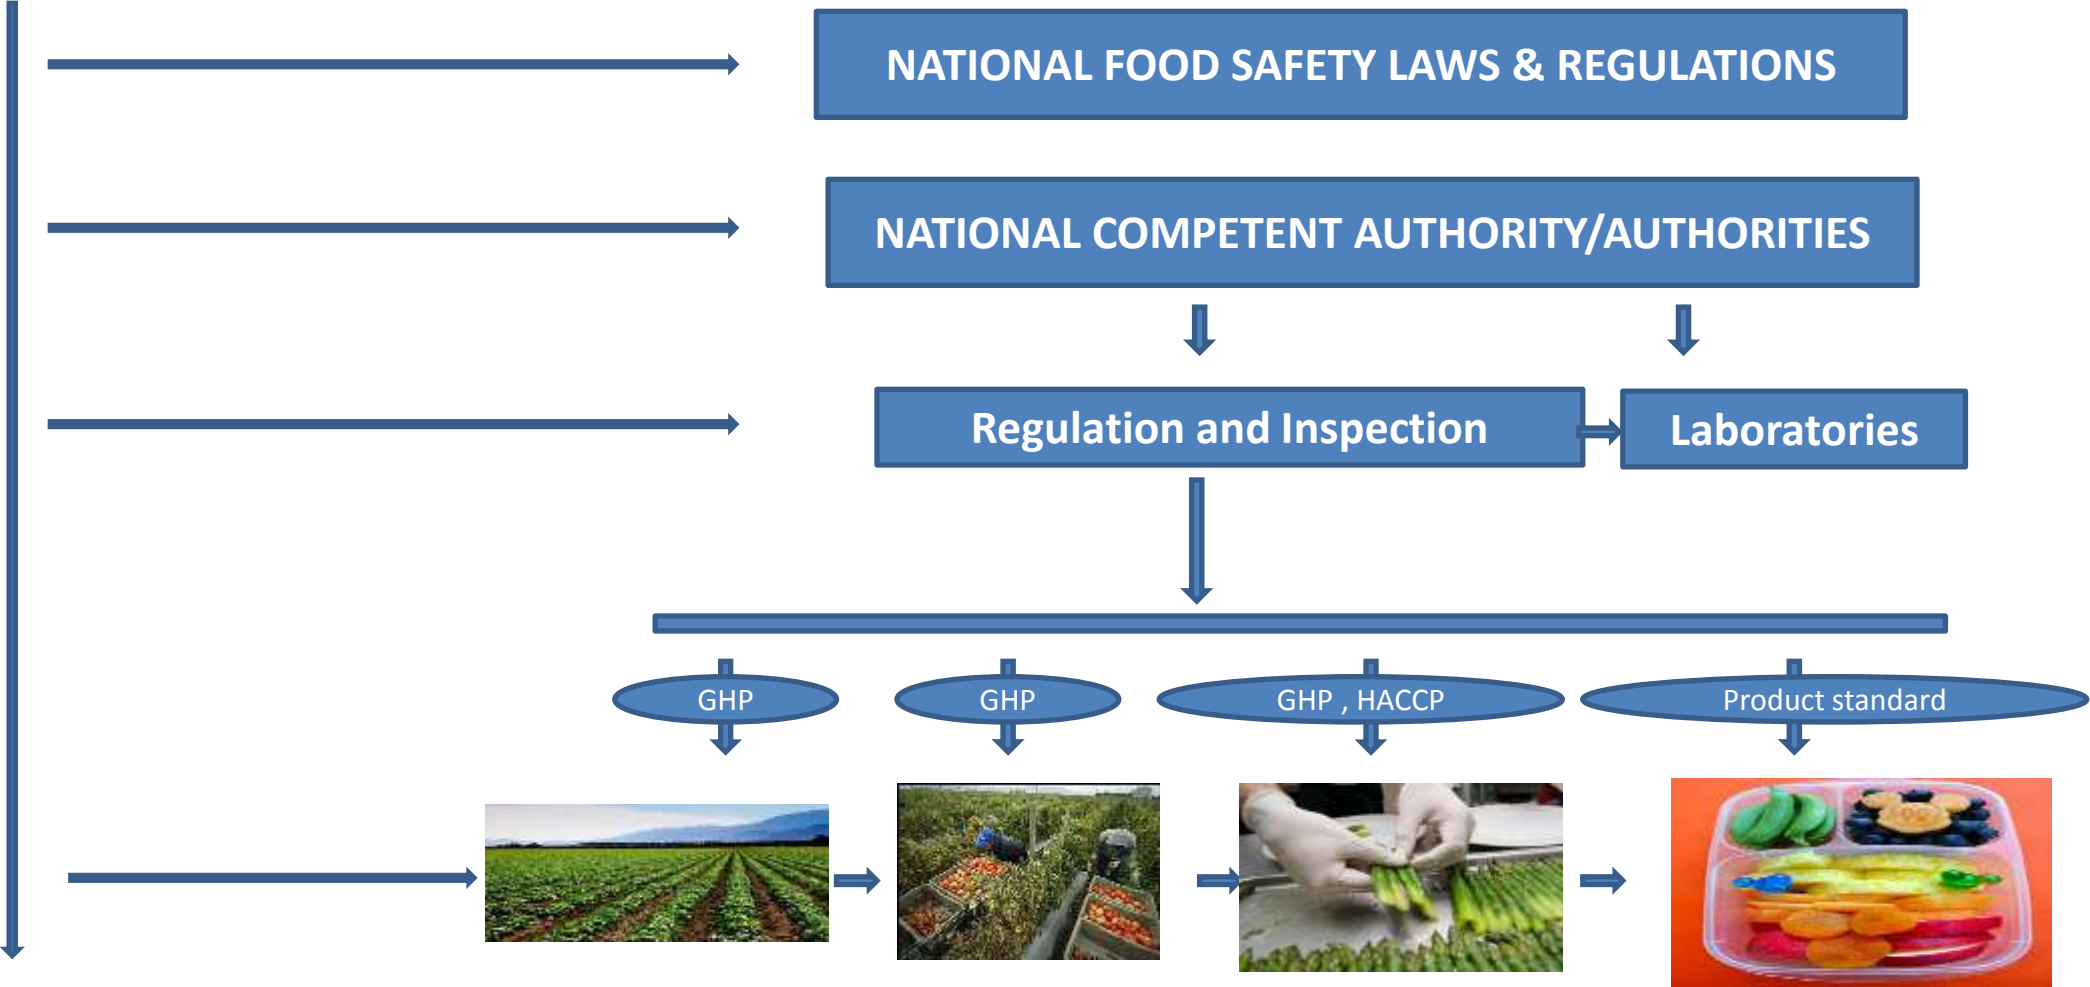 NATIONAL FOOD SAFETY LAWS & REGULATIONS
NATIONAL COMPETENT AUTHORITY/AUTHORITIES
Regulation and Inspection
Laboratories
GHP
GHP
GHP , HACCP
Product standard